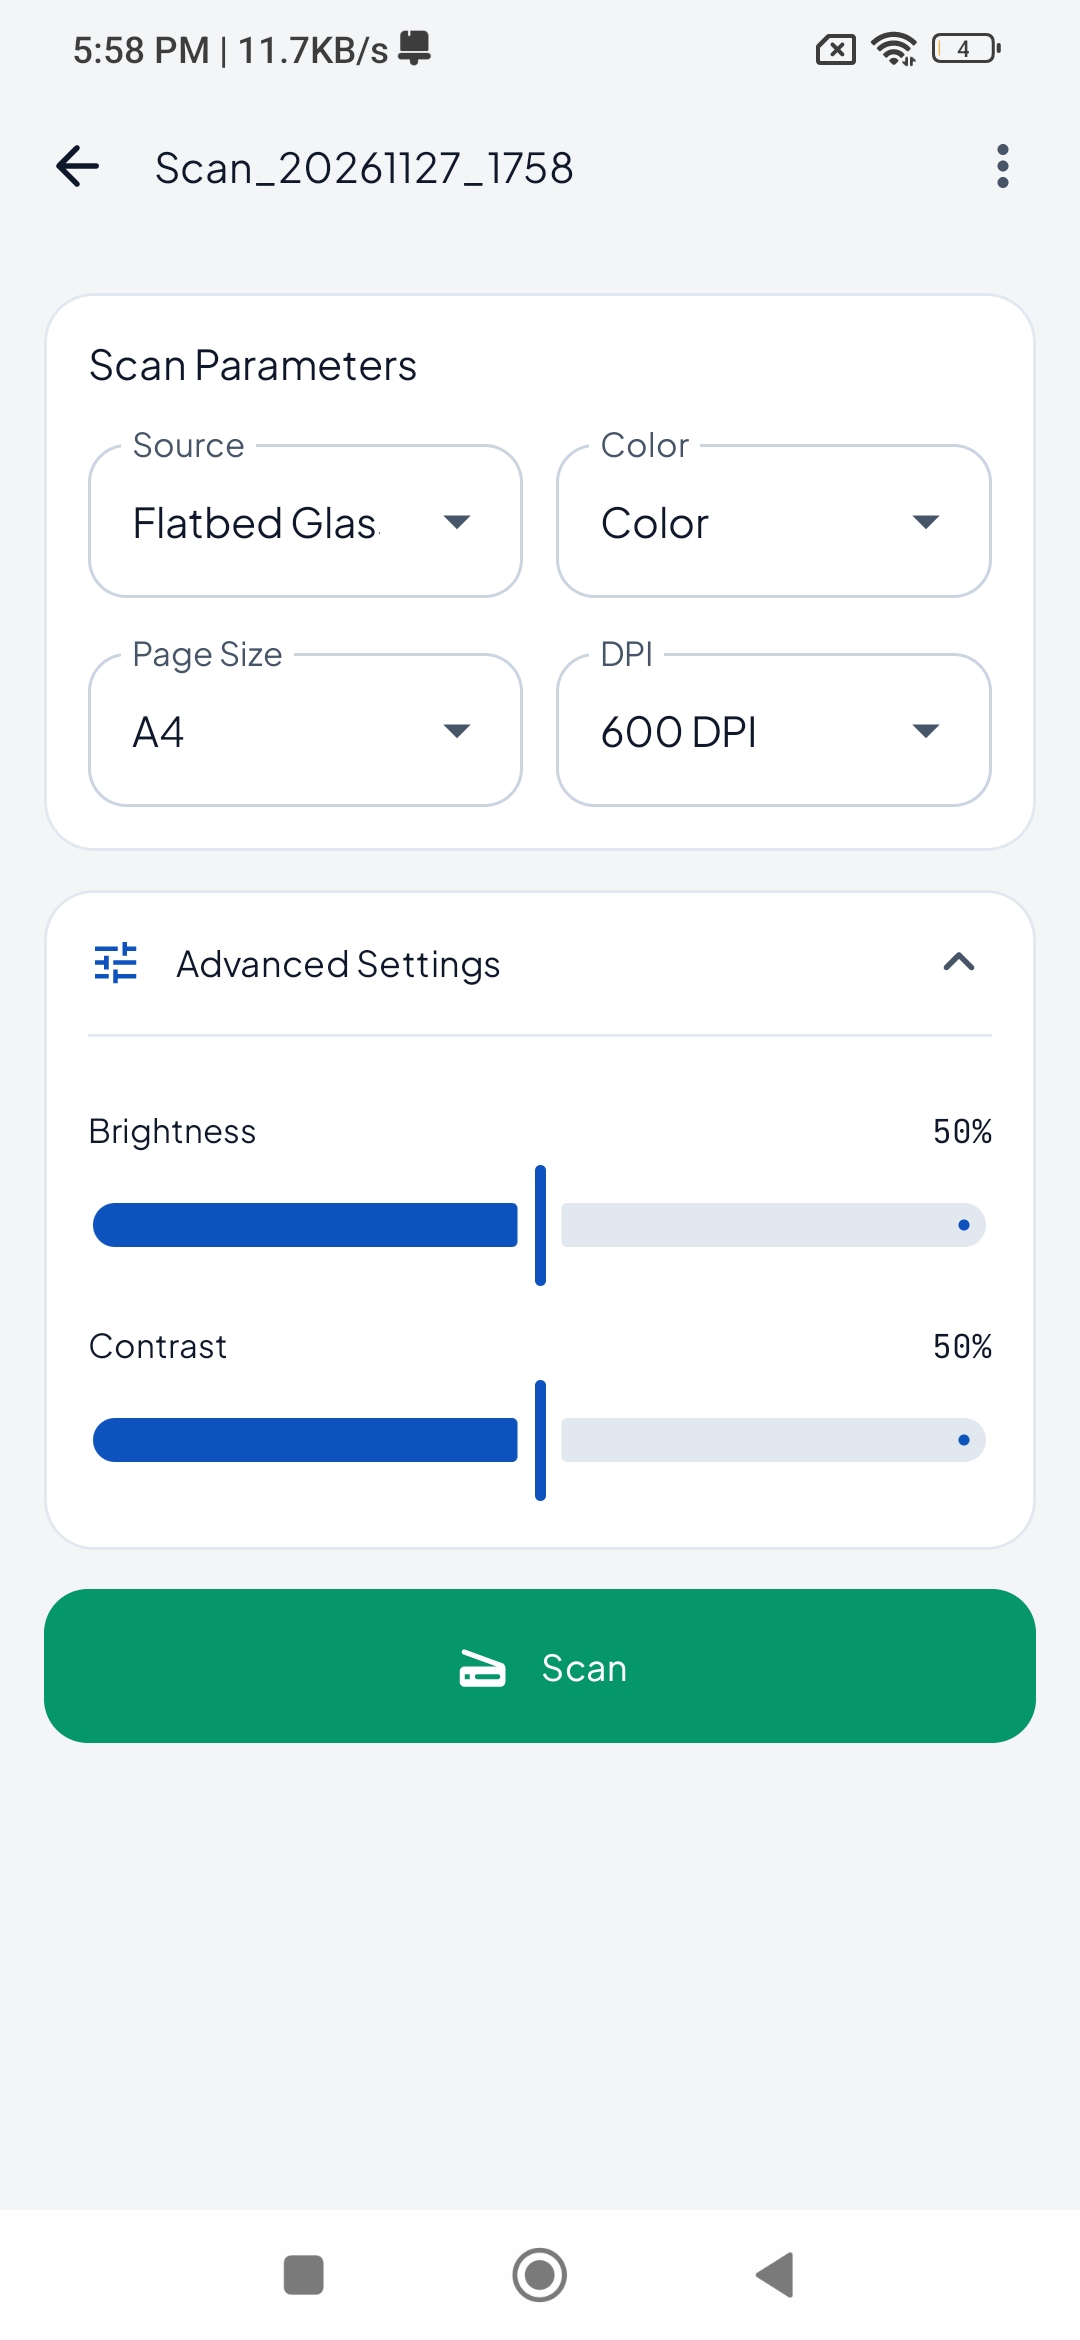 5:58 PM | 11.7KB/s
4
Scan_20261127_1758
Scan Parameters
Source
Color
Flatbed Glas
Color
Page Size
DPI
A4
600 DPI
Advanced Settings
Brightness
50%
Contrast
50%
Scan